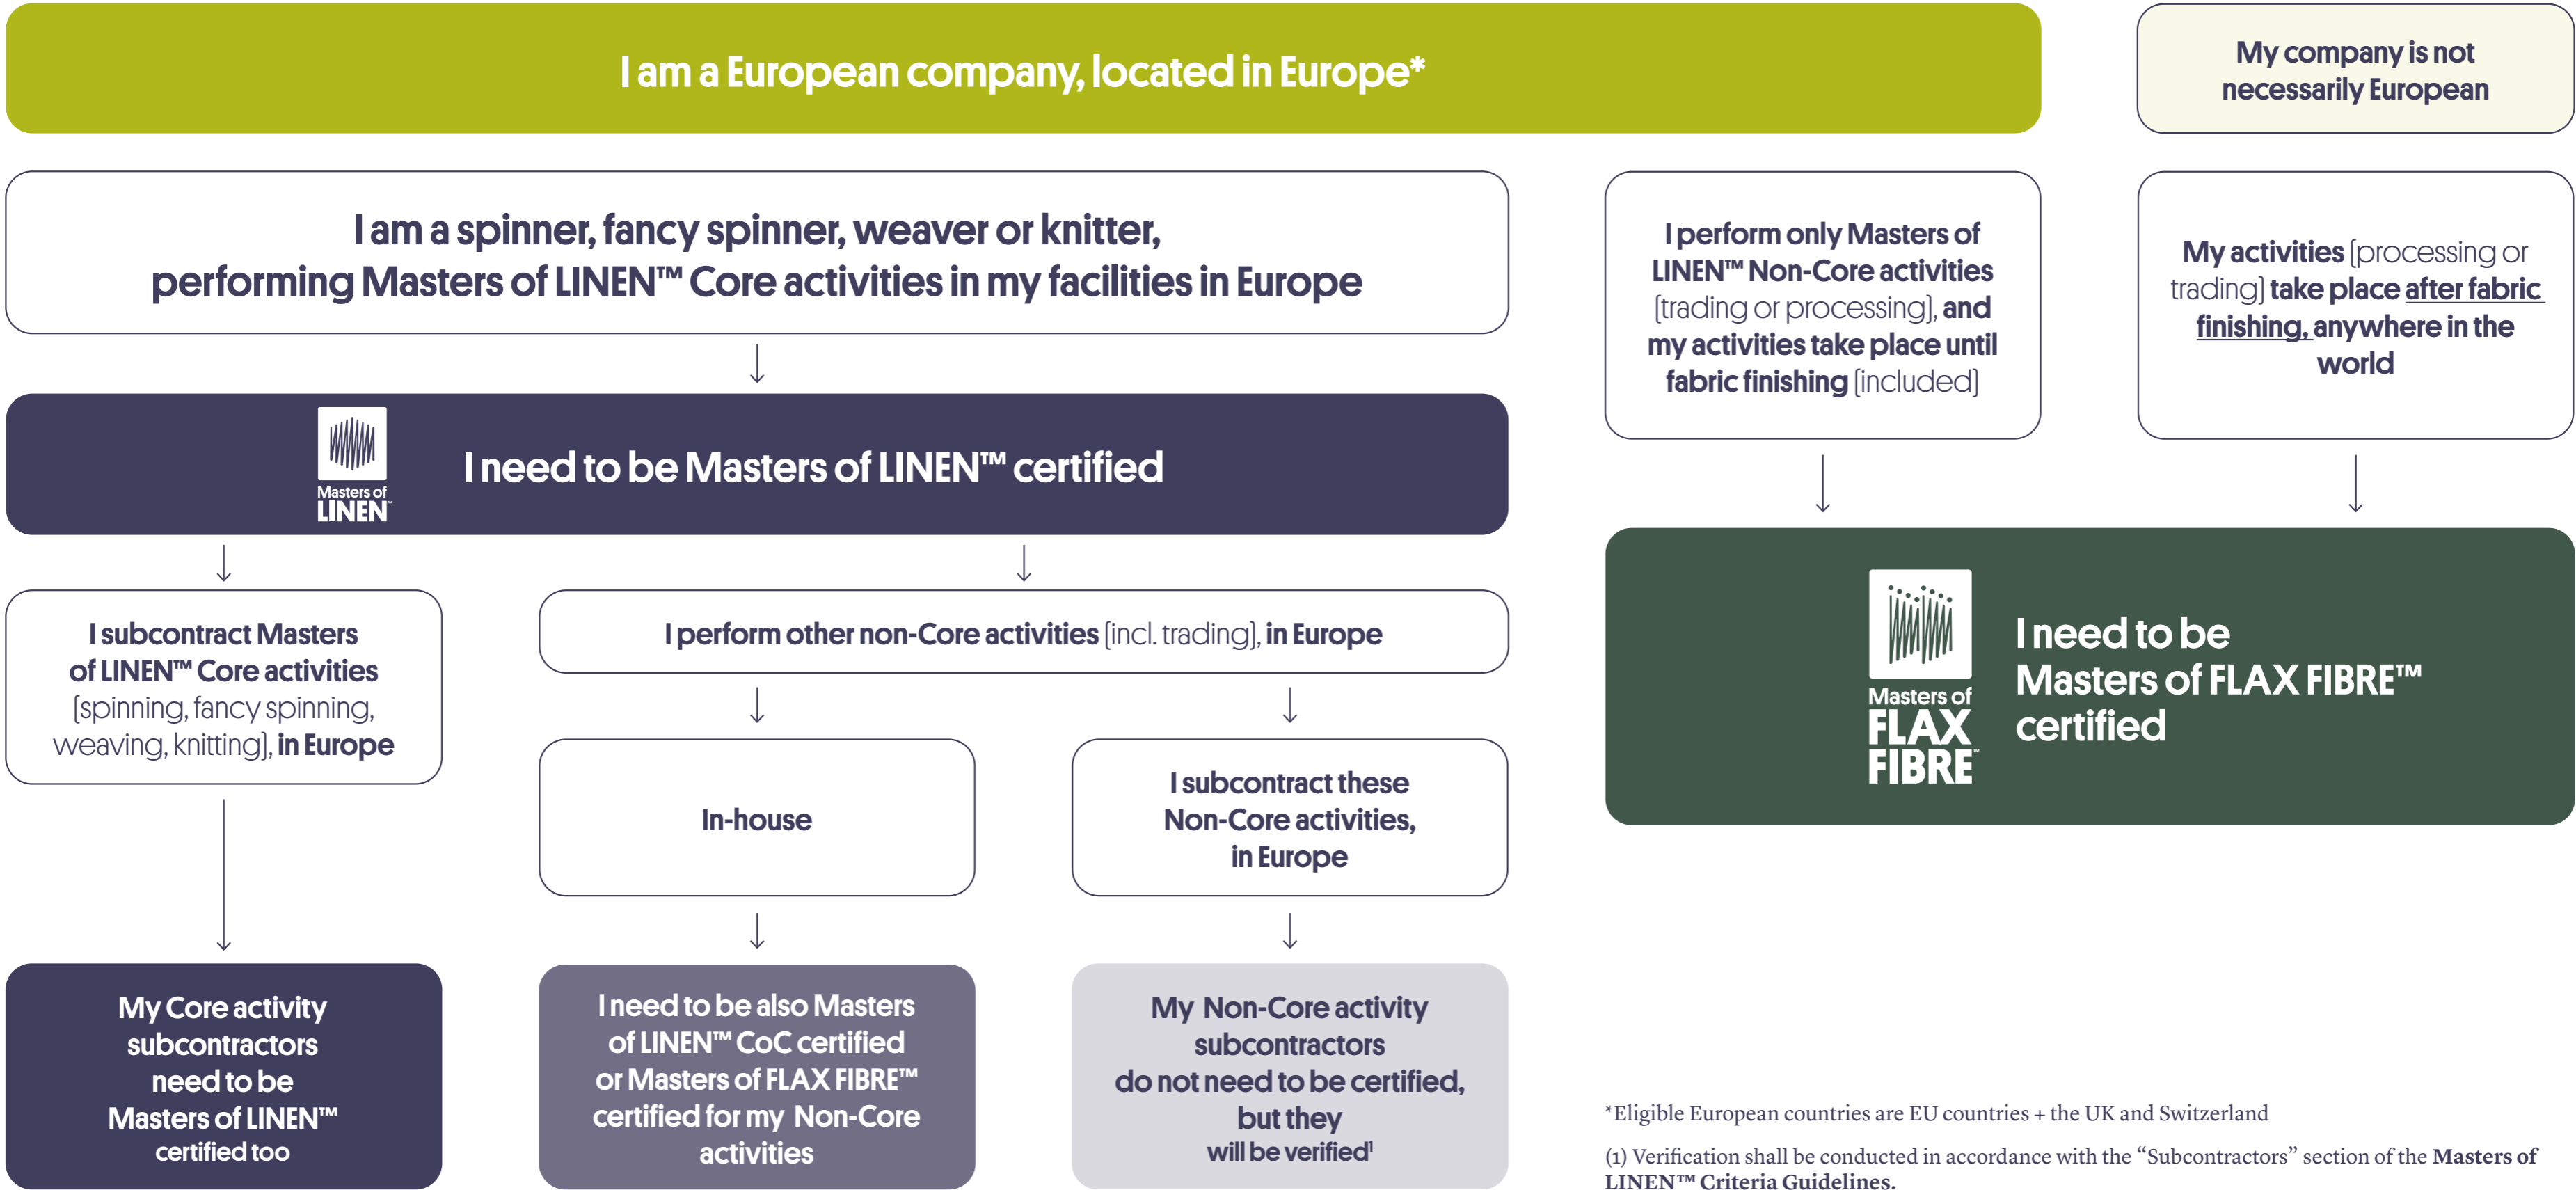 I am a European company, located in Europe*
My company is not
necessarily European
I am a spinner, fancy spinner, weaver or knitter,
performing Masters of LINEN™ Core activities in my facilities in Europe
I perform only Masters of
LINEN™ Non-Core activities
(trading or processing), and
my activities take place until
fabric finishing (included)
My activities (processing or
trading) take place after fabric
finishing, anywhere in the
world
Masters of
LINEN™
I need to be Masters of LINEN™ certified
I subcontract Masters
of LINEN™ Core activities
(spinning, fancy spinning,
weaving, knitting), in Europe
I perform other non-Core activities (incl. trading), in Europe
In-house
I subcontract these
Non-Core activities,
in Europe
Masters of
FLAX
FIBRE™
I need to be
Masters of FLAX FIBRE™
certified
My Core activity
subcontractors
need to be
Masters of LINEN™
certified too
I need to be also Masters
of LINEN™ CoC certified
or Masters of FLAX FIBRE™
certified for my Non-Core
activities
My Non-Core activity
subcontractors
do not need to be certified,
but they
will be verified¹
*Eligible European countries are EU countries + the UK and Switzerland
(1) Verification shall be conducted in accordance with the “Subcontractors” section of the Masters of
LINEN™ Criteria Guidelines.